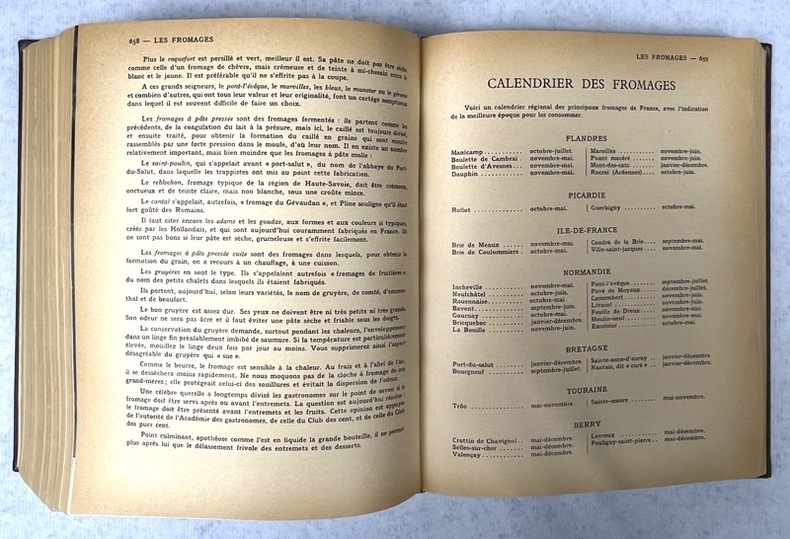 658 — LES FROMAGES
Plus le roquefort est persillé et vert, meilleur il est. Sa pâte ne doit pas être sèche
comme celle d'un fromage de chèvre, mais crémeuse et de teinte à mi-chemin entre le
blanc et le jaune. Il est préférable qu'il ne s'effrite pas à la coupe.
A ces grands seigneurs, le pont-l'évêque, le maroilles, les bleus, le munster ou le géromé
et combien d'autres, qui ont tous leur valeur et leur originalité, font un cortège somptueux
dans lequel il est souvent difficile de faire un choix.
Les fromages à pâte pressée sont des fromages fermentés : ils partent comme les
précédents, de la coagulation du lait à la présure, mais ici, le caillé est toujours divisé,
et ensuite traité, pour obtenir la formation du caillé en grains qui sont ensuite
rassemblés par une forte pression dans le moule, d'où leur nom. Il en existe un nombre
relativement important, mais bien moindre que les fromages à pâte molle :
Le saint-paulin, qui s'appelait avant « port-salut », du nom de l'abbaye du Port-
du-Salut, dans laquelle les trappistes ont mis au point cette fabrication.
Le reblochon, fromage typique de la région de Haute-Savoie, doit être crémeux,
onctueux et de teinte claire, mais non blanche, sous une croûte mince.
Le cantal s'appelait, autrefois, « fromage du Gévaudan », et Pline souligne qu'il était
fort goûté des Romains.
Il faut citer encore les edams et les goudas, aux formes et aux couleurs si typiques,
créés par les Hollandais, et qui sont aujourd'hui couramment fabriqués en France. Ils
ne sont pas bons si leur pâte est sèche, grumeleuse et s'effrite facilement.
Les fromages à pâte pressée cuite sont des fromages dans lesquels, pour obtenir la
formation du grain, on a recours à un chauffage, à une cuisson.
Les gruyères en sont le type. Ils s'appelaient autrefois « fromages de fruitières »,
du nom des petits chalets dans lesquels ils étaient fabriqués.
Ils portent, aujourd'hui, selon leurs variétés, le nom de gruyère, de comté, d'emmen-
thal et de beaufort.
Le bon gruyère est assez dur. Ses yeux ne doivent être ni très petits ni très grands.
Son odeur ne sera pas âcre et il faut éviter une pâte sèche et friable sous les doigts.
La conservation du gruyère demande, surtout pendant les chaleurs, l'enveloppement
dans un linge fin préalablement imbibé de saumure. Si la température est particulièrement
élevée, mouillez le linge deux fois par jour au moins. Vous supprimerez ainsi l'aspect
désagréable du gruyère qui « sue ».
Comme le beurre, le fromage est sensible à la chaleur. Au frais et à l'abri de l'air,
il se desséchera moins rapidement. Ne nous moquons pas de la cloche à fromage de nos
grand-mères ; elle protégeait celui-ci des souillures et évitait la dispersion de l'odeur.
Une célèbre querelle a longtemps divisé les gastronomes sur le point de savoir si le
fromage doit être servi après ou avant l'entremets. La question est aujourd'hui résolue :
le fromage doit être présenté avant l'entremets et les fruits. Cette opinion est appuyée
de l'autorité de l'Académie des gastronomes, de celle du Club des cent, et de celle du Club
des purs cent.
Point culminant, apothéose comme l'est en liquide la grande bouteille, il ne permet
plus après lui que le délassement frivole des entremets et des desserts.
LES FROMAGES — 659
CALENDRIER DES FROMAGES
Voici un calendrier régional des principaux fromages de France, avec l'indication
de la meilleure époque pour les consommer.
FLANDRES
Manicamp ........ octobre-juillet. Maroilles ........ novembre-juin.
Boulette de Cambrai . novembre-mai. Puant macéré ..... novembre-juin.
Boulette d'Avesnes .. novembre-mai. Mont-des-cats .... janvier-décembre.
Dauphin .......... novembre-mai. Rocroi (Ardennes) .. octobre-juin.
PICARDIE
Rollot ........... octobre-mai. Guerbigny ........ octobre-mai.
ILE-DE-FRANCE
Brie de Meaux ...... novembre-mai. Cendré de la Brie .... septembre-mai.
Brie de Coulommiers . octobre-mai. Ville-saint-jacques .. novembre-mai.
NORMANDIE
Incheville ........ novembre-mai. Pont-l'évêque ..... septembre-juillet.
Neufchâtel ........ octobre-juin. Pavé de Moyaux .... décembre-juillet.
Rouennaise ........ octobre-mai. Camembert ........ novembre-juin.
Bavent ........... septembre-juin. Livarot .......... novembre-juin.
Gournay .......... octobre-mai. Feuille de Dreux ... novembre-mai.
Bricquebec ........ janvier-décembre. Moulin-neuf ....... novembre-mai.
La Bouille ........ novembre-juin. Excelsior ......... octobre-mai.
BRETAGNE
Port-du-salut ..... janvier-décembre. Sainte-anne-d'auray .. janvier-décembre.
Bourgneuf ........ septembre-juillet. Nantais, dit « curé » .. janvier-décembre.
TOURAINE
Trôo ............. mai-novembre. Sainte-maure ...... mai-novembre.
BERRY
Crottin de Chavignol .. mai-décembre. Levroux .......... mai-décembre.
Selles-sur-cher .... mai-décembre. Pouligny-saint-pierre .. mai-décembre.
Valençay .......... mai-décembre.